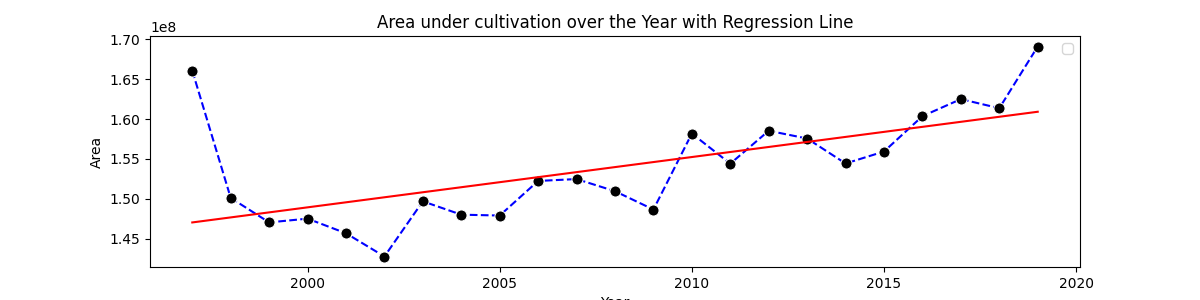 Area under cultivation over the Year with Regression Line
1e8
1.70
1.65
1.60
1.55
1.50
1.45
Area
2000
2005
2010
2015
2020
Year